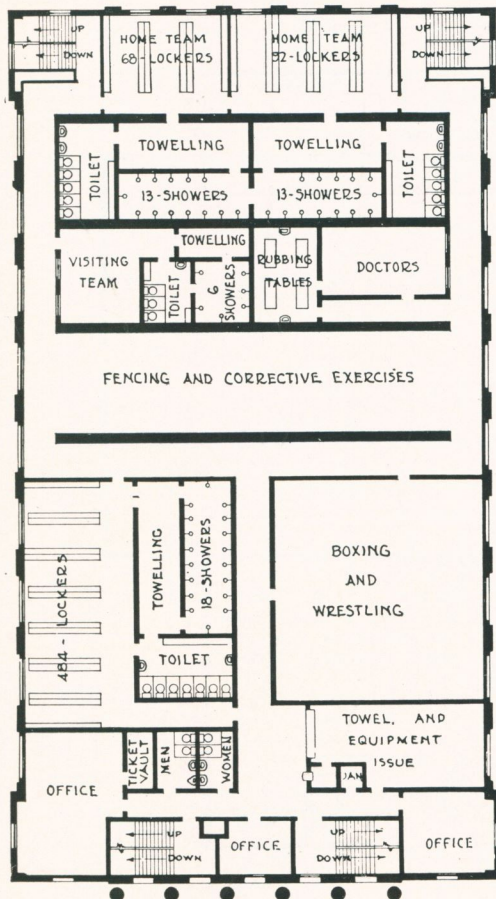 UP
DOWN
HOME TEAM
68-LOCKERS
HOME TEAM
92-LOCKERS
UP
DOWN
TOILET
TOWELLING
TOWELLING
TOILET
13-SHOWERS
13-SHOWERS
VISITING
TEAM
TOWELLING
TOILET
6
SHOWERS
RUBBING
TABLES
DOCTORS
FENCING AND CORRECTIVE EXERCISES
484-LOCKERS
TOWELLING
18-SHOWERS
TOILET
BOXING
AND
WRESTLING
TOWEL, AND
EQUIPMENT
ISSUE
JAN
OFFICE
TICKET
VAULT
MEN
WOMEN
UP
DOWN
OFFICE
UP
DOWN
OFFICE